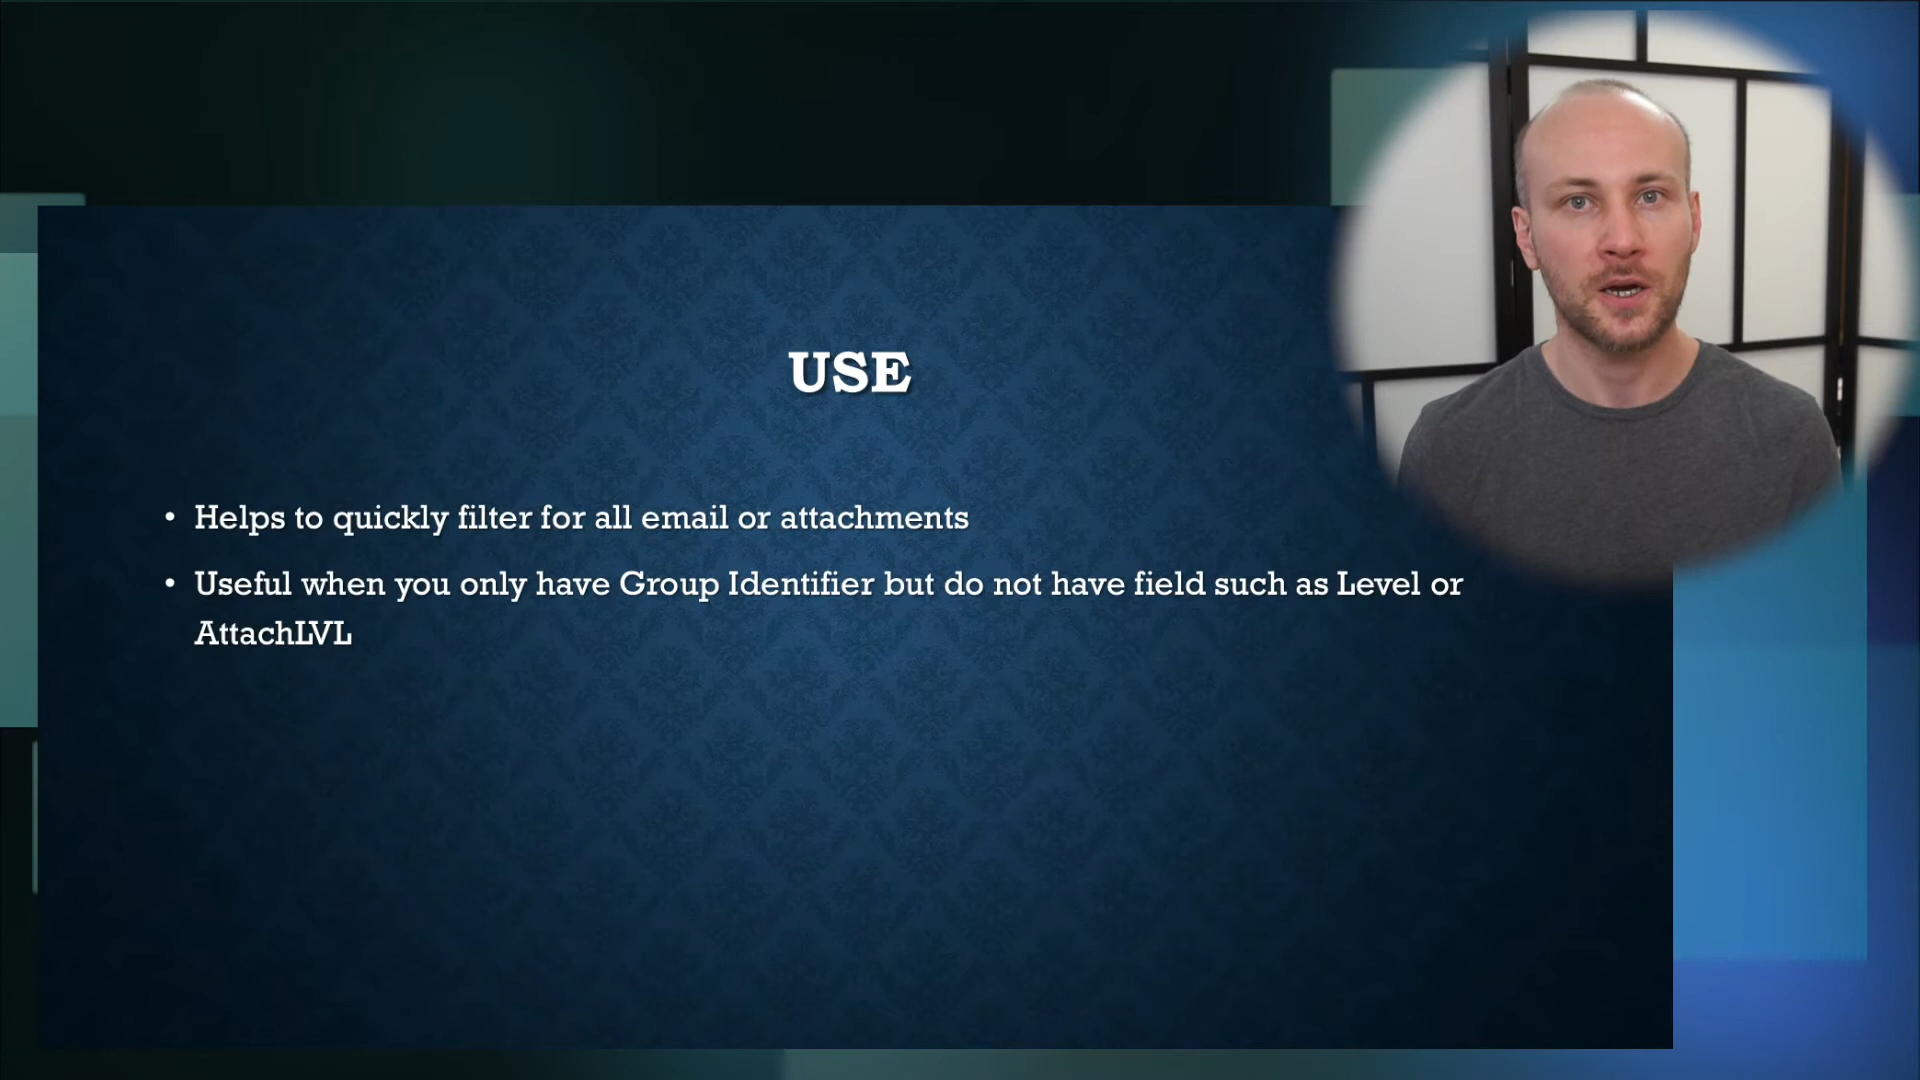 USE
• Helps to quickly filter for all email or attachments
• Useful when you only have Group Identifier but do not have field such as Level or
AttachLVL